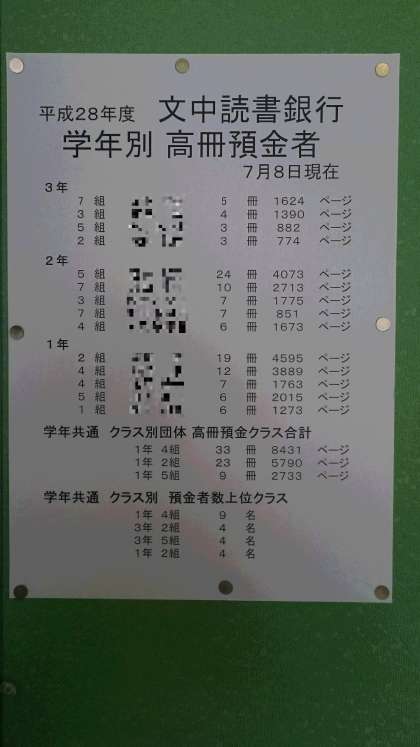 平成28年度 文中読書銀行
学年別 高冊預金者
7月8日現在
3年
7 組 5 冊 1624 ページ
3 組 4 冊 1390 ページ
5 組 3 冊 882 ページ
2 組 3 冊 774 ページ
2年
5 組 24 冊 4073 ページ
7 組 10 冊 2713 ページ
3 組 7 冊 1775 ページ
7 組 7 冊 851 ページ
4 組 6 冊 1673 ページ
1年
2 組 19 冊 4595 ページ
4 組 12 冊 3889 ページ
4 組 7 冊 1763 ページ
5 組 6 冊 2015 ページ
1 組 6 冊 1273 ページ
学年共通 クラス別団体 高冊預金クラス合計
1年 4組 33 冊 8431 ページ
1年 2組 23 冊 5790 ページ
1年 5組 9 冊 2733 ページ
学年共通 クラス別 預金者数上位クラス
1年 4組 9 名
3年 2組 4 名
3年 5組 4 名
1年 2組 4 名